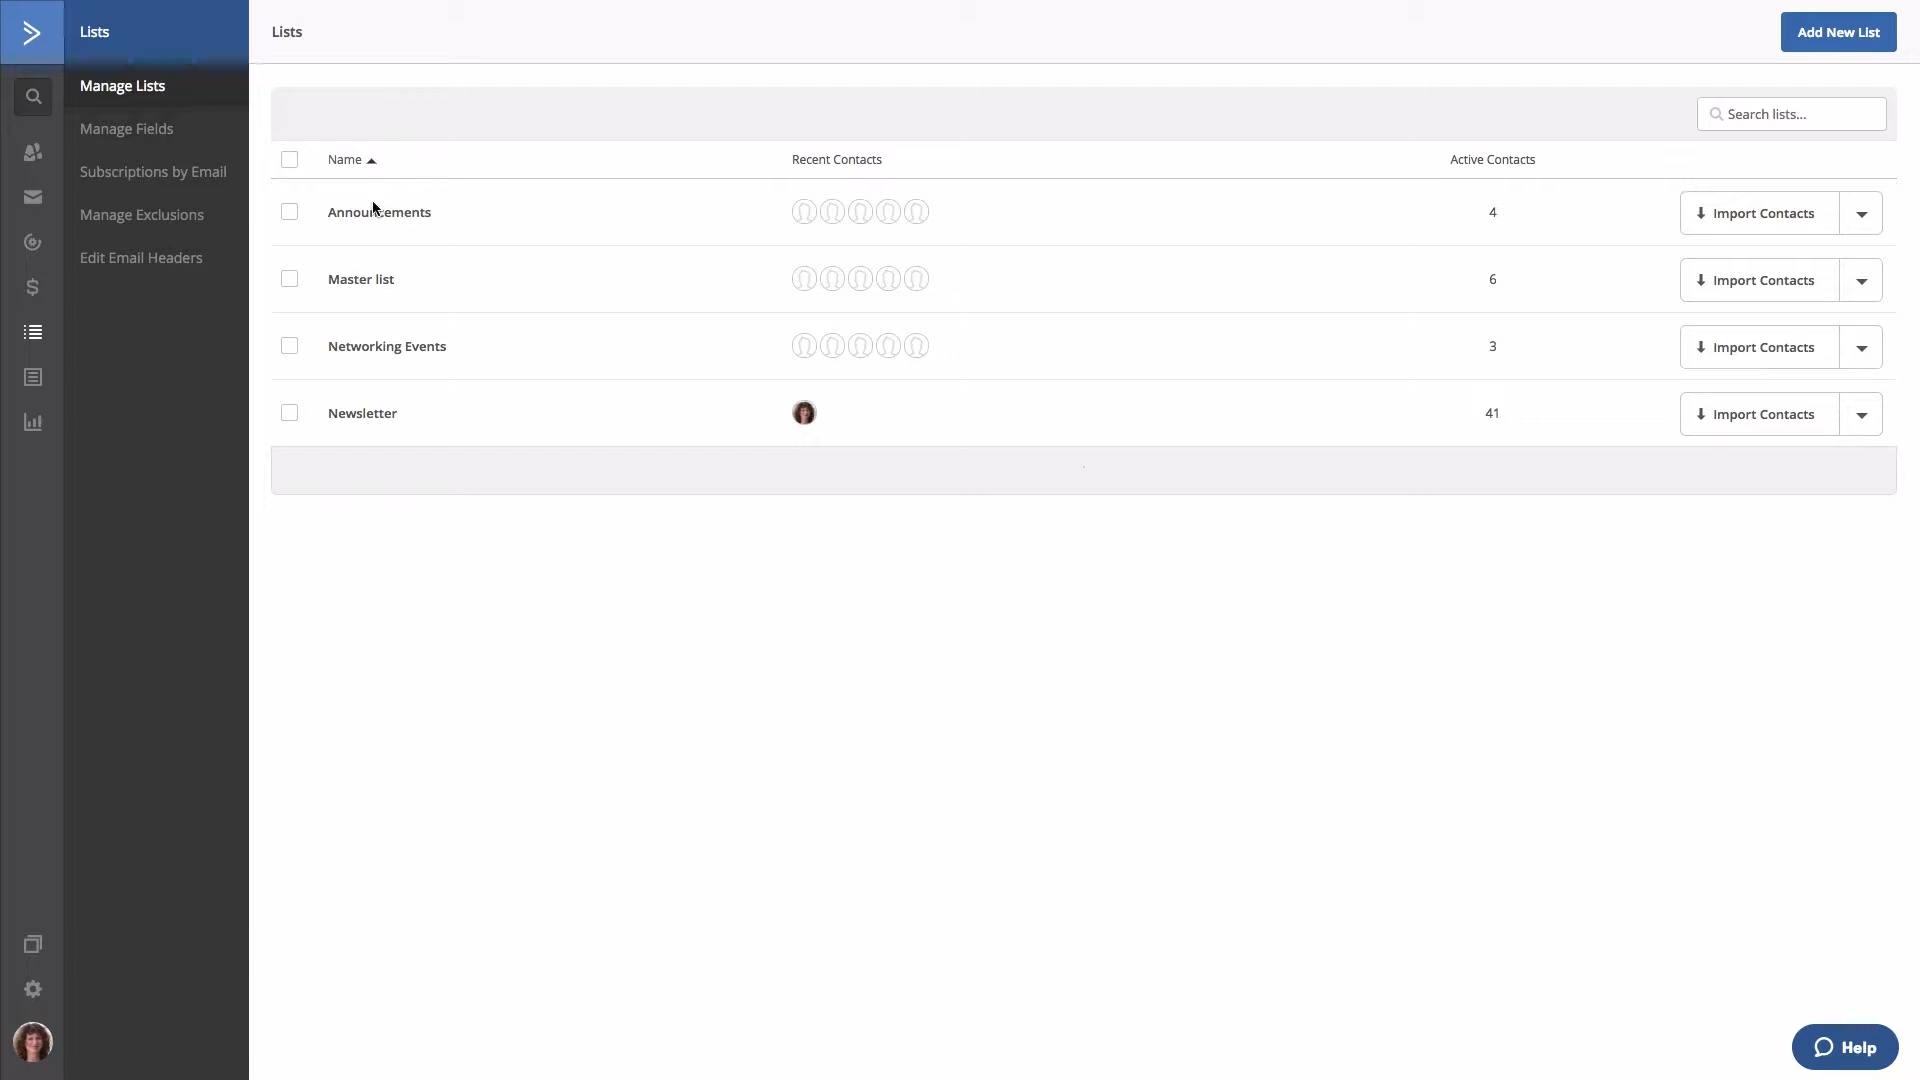 Lists
Lists
Add New List
Manage Lists
Manage Fields
Subscriptions by Email
Manage Exclusions
Edit Email Headers
Search lists...
Name Recent Contacts Active Contacts
Announcements 4 Import Contacts
Master list 6 Import Contacts
Networking Events 3 Import Contacts
Newsletter 41 Import Contacts
Help